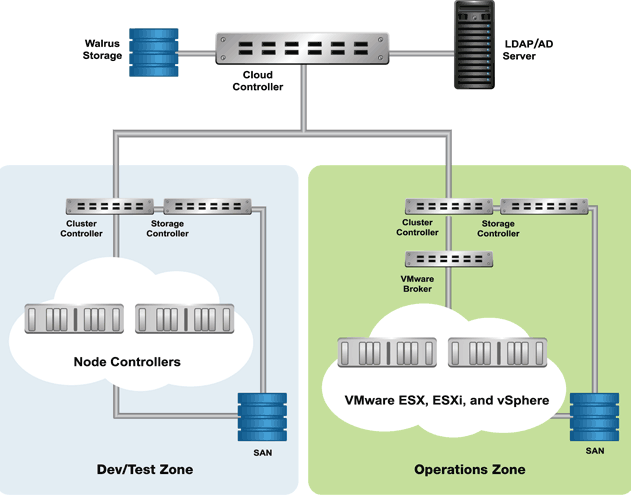 Walrus
Storage
Cloud
Controller
LDAP/AD
Server
Cluster
Controller
Storage
Controller
Node Controllers
SAN
Dev/Test Zone
Cluster
Controller
Storage
Controller
VMware
Broker
VMware ESX, ESXi, and vSphere
SAN
Operations Zone